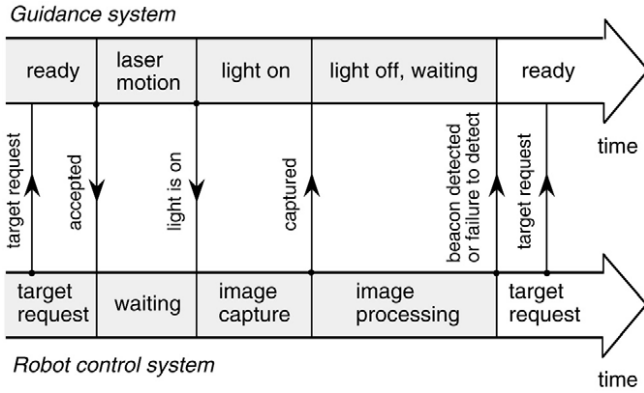 Guidance system
ready
laser
motion
light on
light off, waiting
ready
time
target request
accepted
light is on
captured
beacon detected
or failure to detect
target request
target
request
waiting
image
capture
image
processing
target
request
Robot control system
time